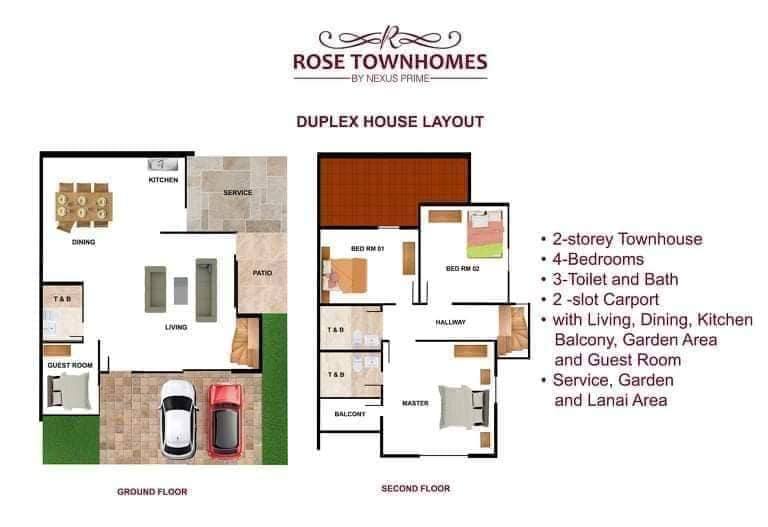 R
ROSE TOWNHOMES
BY NEXUS PRIME
DUPLEX HOUSE LAYOUT
KITCHEN
SERVICE
DINING
PATIO
T & B
LIVING
GUEST ROOM
GROUND FLOOR
BED RM 01
BED RM 02
T & B
HALLWAY
T & B
BALCONY
MASTER
SECOND FLOOR
• 2-storey Townhouse
• 4-Bedrooms
• 3-Toilet and Bath
• 2 -slot Carport
• with Living, Dining, Kitchen
Balcony, Garden Area
and Guest Room
• Service, Garden
and Lanai Area